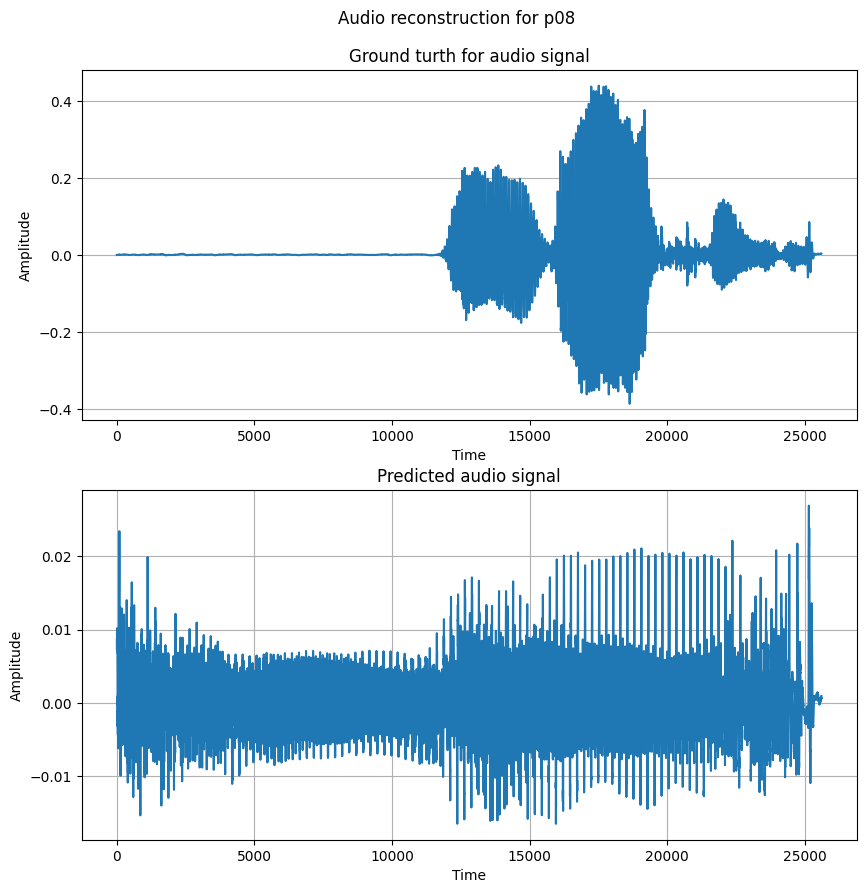 Audio reconstruction for p08
Ground turth for audio signal
0.4
0.2
0.0
−0.2
−0.4
Amplitude
0 5000 10000 15000 20000 25000
Time
Predicted audio signal
0.02
0.01
0.00
−0.01
Amplitude
0 5000 10000 15000 20000 25000
Time